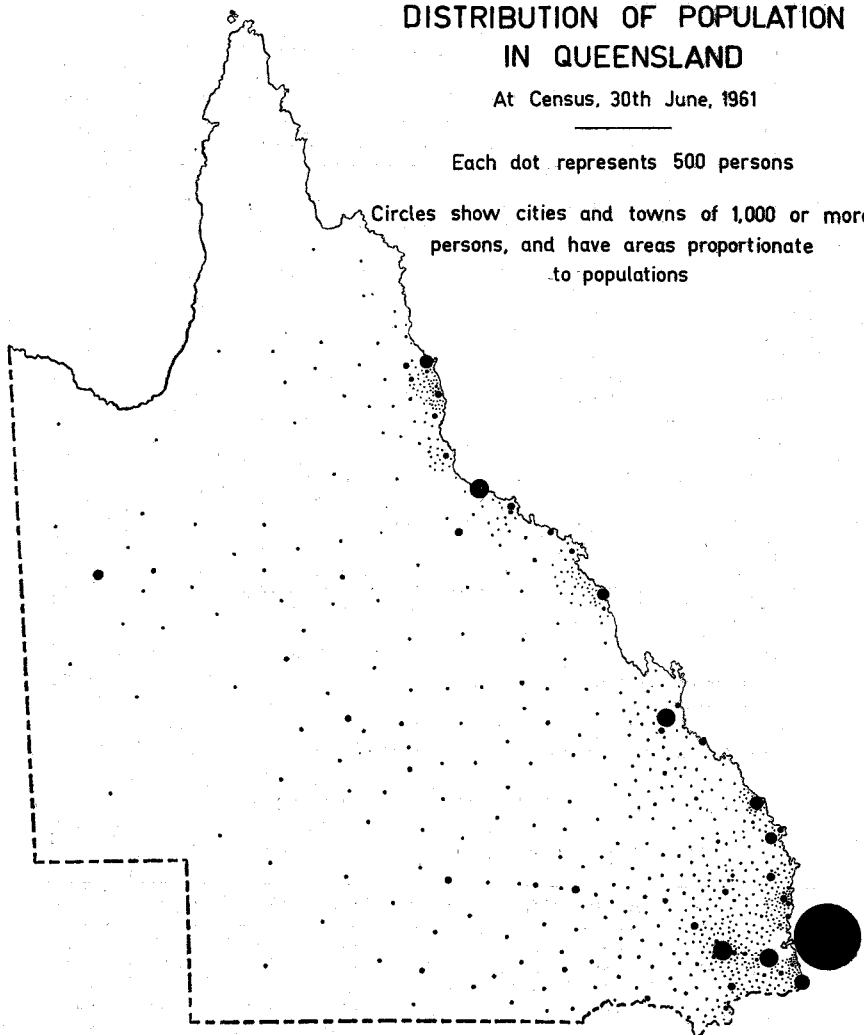 DISTRIBUTION OF POPULATION
IN QUEENSLAND
At Census, 30th June, 1961
Each dot represents 500 persons
Circles show cities and towns of 1,000 or more
persons, and have areas proportionate
to populations